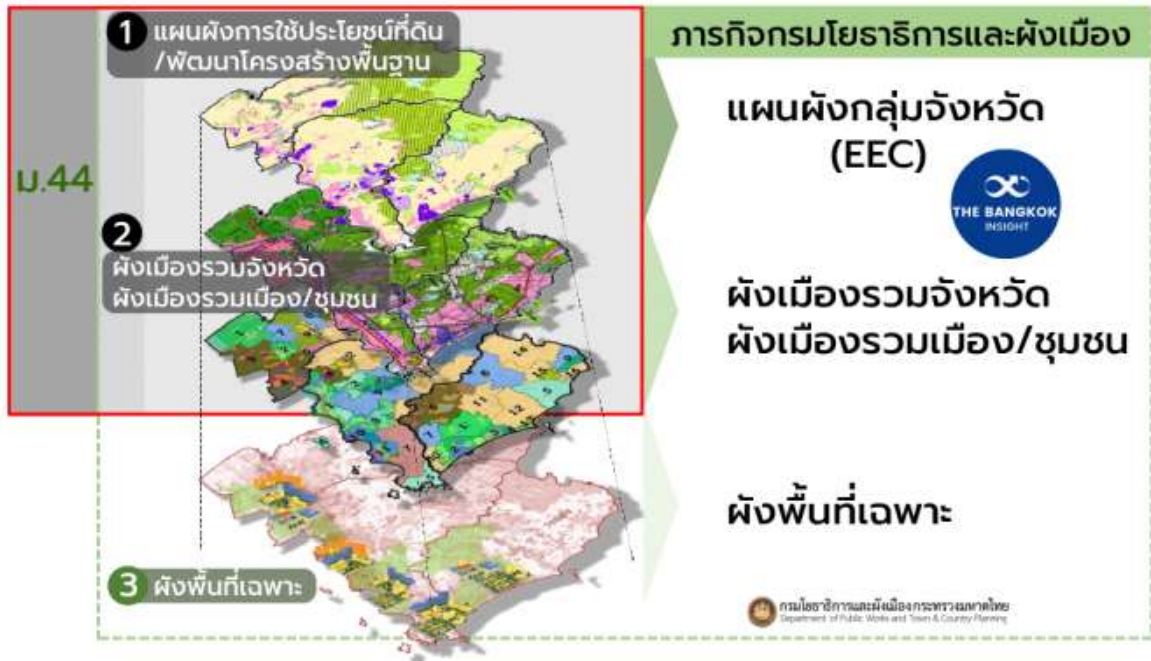 1 แผนผังการใช้ประโยชน์ที่ดิน
/พัฒนาโครงสร้างพื้นฐาน
ม.44
2
ผังเมืองรวมจังหวัด
ผังเมืองรวมเมือง/ชุมชน
3 ผังพื้นที่เฉพาะ
ภารกิจกรมโยธาธิการและผังเมือง
แผนผังกลุ่มจังหวัด
(EEC)
THE BANGKOK
INSIGHT
ผังเมืองรวมจังหวัด
ผังเมืองรวมเมือง/ชุมชน
ผังพื้นที่เฉพาะ
กรมโยธาธิการและผังเมือง กระทรวงมหาดไทย
Department of Public Works and Town & Country Planning